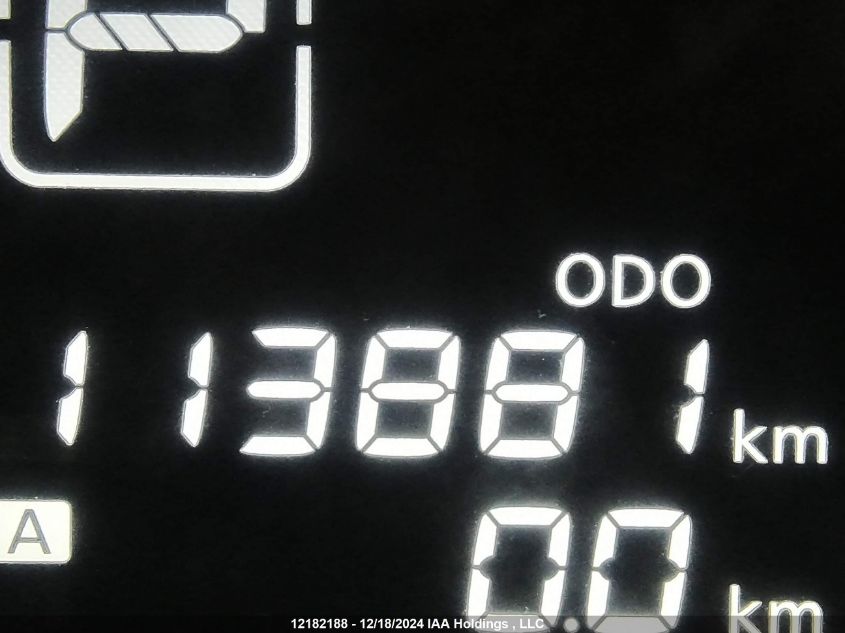 P
ODO
113881 km
A 0.0 km
12182188 - 12/18/2024 IAA Holdings , LLC